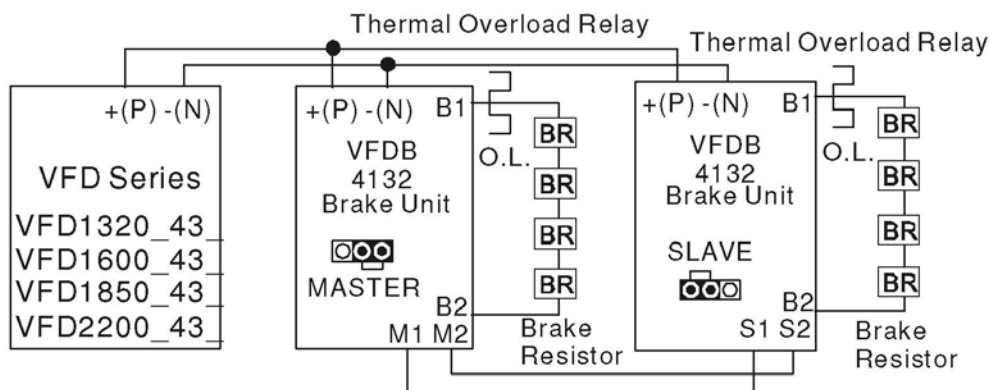 Thermal Overload Relay
Thermal Overload Relay
+(P) -(N)
VFD Series
VFD1320_43_
VFD1600_43_
VFD1850_43_
VFD2200_43_
+(P) -(N) B1
VFDB
4132
Brake Unit
MASTER
B2
M1 M2
O.L.
BR
BR
BR
BR
Brake
Resistor
+(P) -(N) B1
VFDB
4132
Brake Unit
SLAVE
B2
S1 S2
O.L.
BR
BR
BR
BR
Brake
Resistor